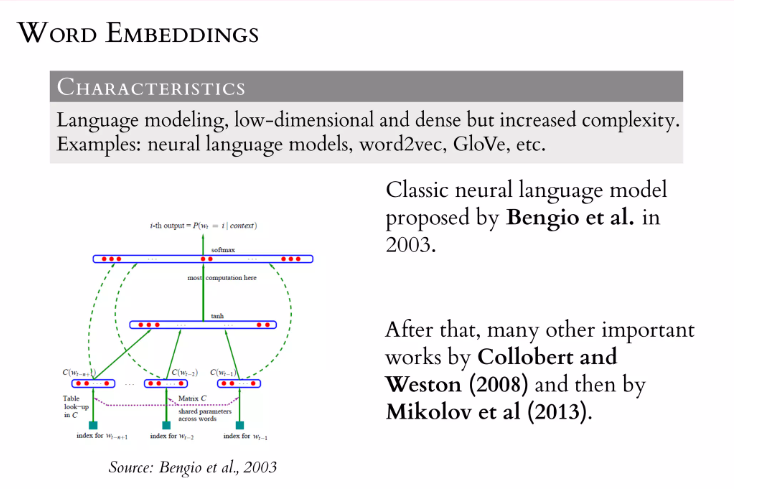 WORD EMBEDDINGS
CHARACTERISTICS
Language modeling, low-dimensional and dense but increased complexity.
Examples: neural language models, word2vec, GloVe, etc.
Classic neural language model
proposed by Bengio et al. in
2003.
i-th output = P(w_t = i | context)
softmax
most computation here
tanh
C(w_{t−n+1})
C(w_{t−2})
C(w_{t−1})
Table
look−up
in C
Matrix C
shared parameters
across words
index for w_{t−n+1}
index for w_{t−2}
index for w_{t−1}
Source: Bengio et al., 2003
After that, many other important
works by Collobert and
Weston (2008) and then by
Mikolov et al (2013).